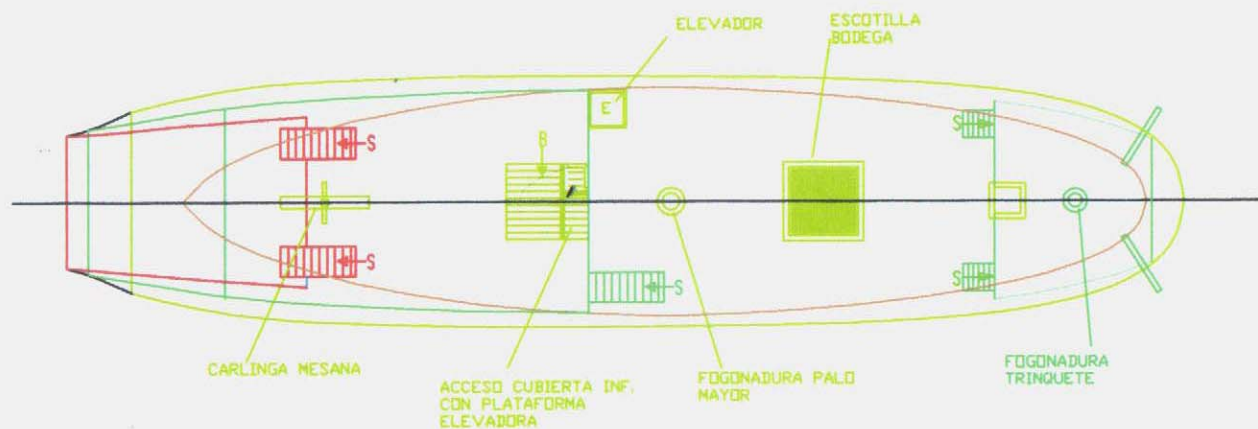 ELEVADOR
ESCOTILLA
BODEGA
E
S
B
S
S
S
S
S
CARLINGA MESANA
ACCESO CUBIERTA INF.
CON PLATAFORMA
ELEVADORA
FOGONADURA PALO
MAYOR
FOGONADURA
TRINQUETE